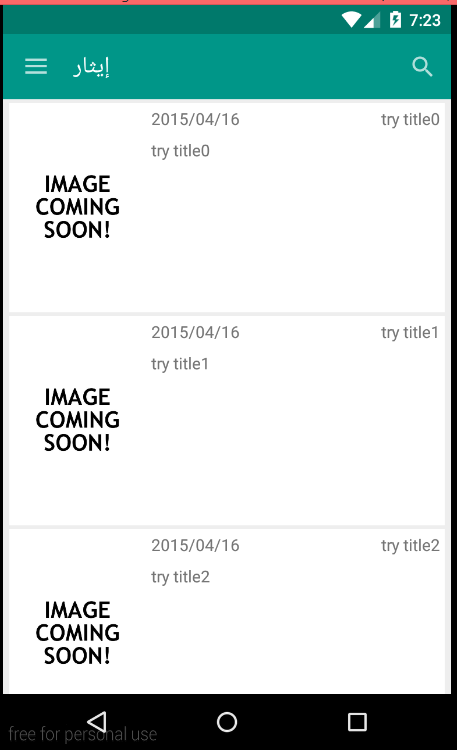 7:23
إيثار
2015/04/16 try title0
try title0
IMAGE
COMING
SOON!
2015/04/16 try title1
try title1
IMAGE
COMING
SOON!
2015/04/16 try title2
try title2
IMAGE
COMING
SOON!
free for personal use